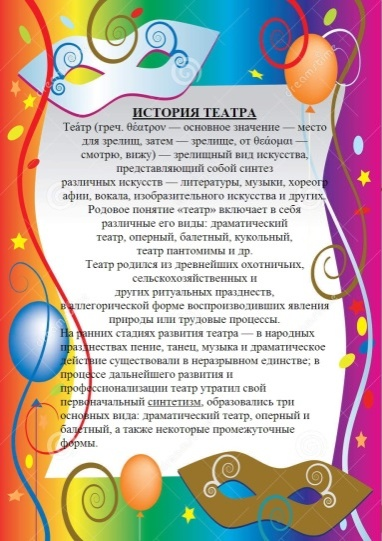 ИСТОРИЯ ТЕАТРА
Теа́тр (греч. θέατρον — основное значение — место
для зрелищ, затем — зрелище, от θεάομαι —
смотрю, вижу) — зрелищный вид искусства,
представляющий собой синтез
различных искусств — литературы, музыки, хореогр
афии, вокала, изобразительного искусства и других.
Родовое понятие «театр» включает в себя
различные его виды: драматический
театр, оперный, балетный, кукольный,
театр пантомимы и др.
Театр родился из древнейших охотничьих,
сельскохозяйственных и
других ритуальных празднеств,
в аллегорической форме воспроизводивших явления
природы или трудовые процессы.
На ранних стадиях развития театра — в народных
празднествах пение, танец, музыка и драматическое
действие существовали в неразрывном единстве; в
процессе дальнейшего развития и
профессионализации театр утратил свой
первоначальный синтетизм, образовались три
основных вида: драматический театр, оперный и
балетный, а также некоторые промежуточные
формы.